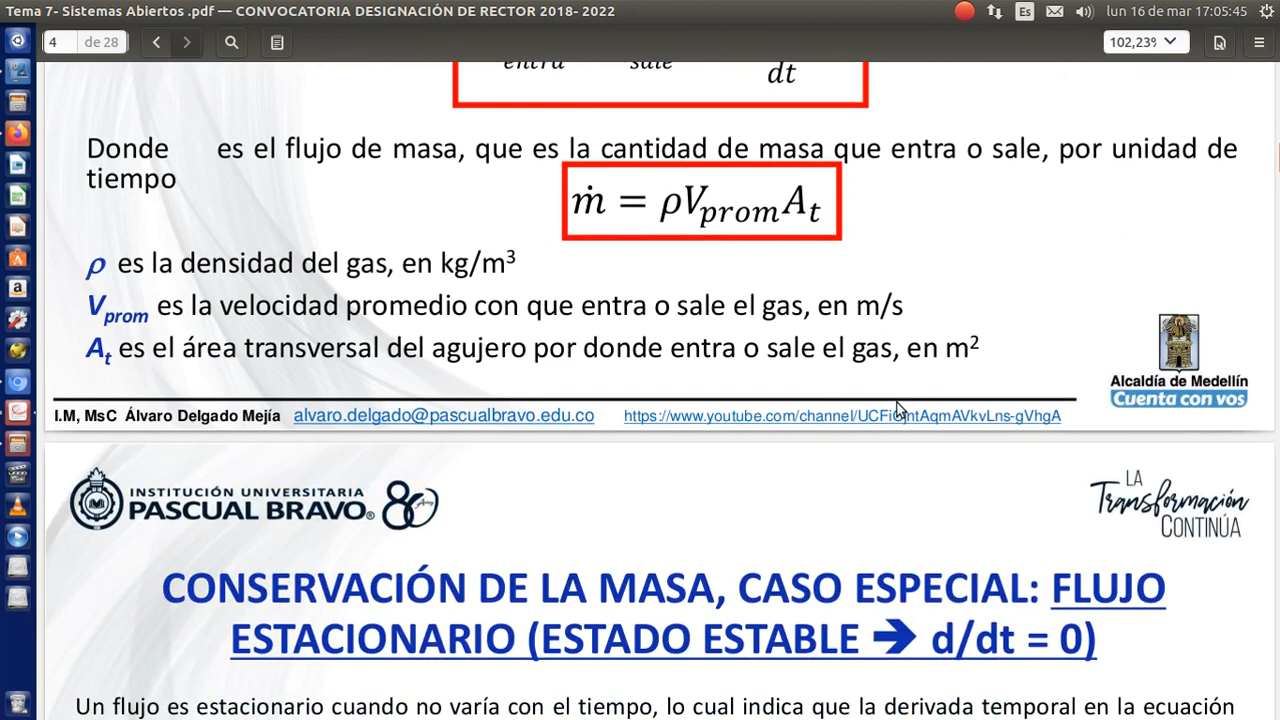 Tema 7- Sistemas Abiertos .pdf — CONVOCATORIA DESIGNACIÓN DE RECTOR 2018- 2022
Es
lun 16 de mar 17:05:45
4 de 28
102,23%
entra sale dt
Donde es el flujo de masa, que es la cantidad de masa que entra o sale, por unidad de
tiempo
ṁ = ρV_prom A_t
ρ es la densidad del gas, en kg/m³
Vprom es la velocidad promedio con que entra o sale el gas, en m/s
At es el área transversal del agujero por donde entra o sale el gas, en m²
Alcaldía de Medellín
Cuenta con vos
I.M, MsC Álvaro Delgado Mejía alvaro.delgado@pascualbravo.edu.co
INSTITUCIÓN UNIVERSITARIA
PASCUAL BRAVO®
80 Años
LA
Transformación
CONTINÚA
CONSERVACIÓN DE LA MASA, CASO ESPECIAL: FLUJO
ESTACIONARIO (ESTADO ESTABLE ➔ d/dt = 0)
Un flujo es estacionario cuando no varía con el tiempo, lo cual indica que la derivada temporal en la ecuación